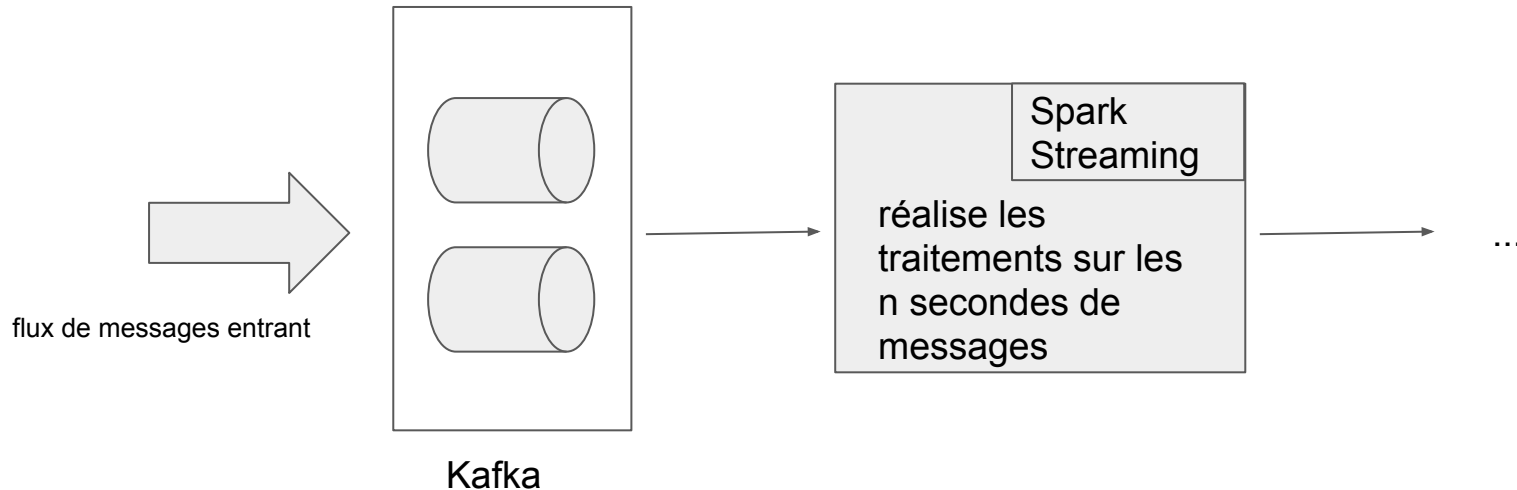 flux de messages entrant
Kafka
Spark
Streaming
réalise les
traitements sur les
n secondes de
messages
...